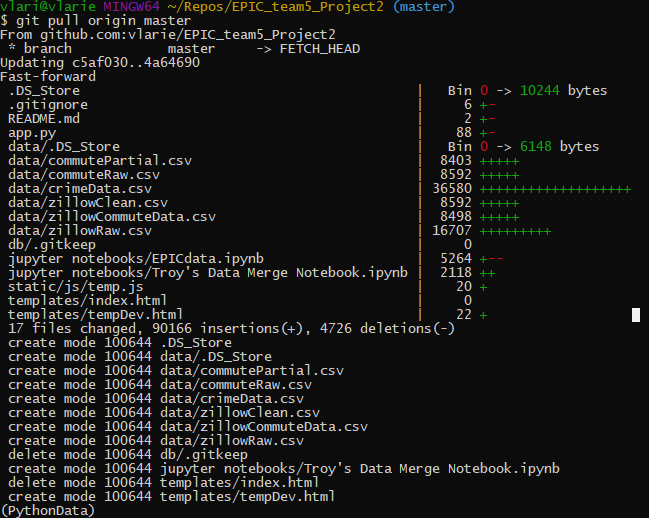 vlari@vlarie MINGW64 ~/Repos/EPIC_team5_Project2 (master)
$ git pull origin master
From github.com:vlarie/EPIC_team5_Project2
 * branch            master     -> FETCH_HEAD
Updating c5af030..4a64690
Fast-forward
 .DS_Store                                         |   Bin 0 -> 10244 bytes
 .gitignore                                        |     6 +-
 README.md                                         |     2 +-
 app.py                                            |    88 +-
 data/.DS_Store                                    |   Bin 0 -> 6148 bytes
 data/commutePartial.csv                           |  8403 +++++
 data/commuteRaw.csv                               |  8592 +++++
 data/crimeData.csv                                | 36580 +++++++++++++++++++
 data/zillowClean.csv                              |  8592 +++++
 data/zillowCommuteData.csv                        |  8498 +++++
 data/zillowRaw.csv                                | 16707 +++++++++
 db/.gitkeep                                       |     0
 jupyter notebooks/EPICdata.ipynb                  |  5264 +--
 jupyter notebooks/Troy's Data Merge Notebook.ipynb |  2118 ++
 static/js/temp.js                                 |    20 +
 templates/index.html                              |     0
 templates/tempDev.html                            |    22 +
 17 files changed, 90166 insertions(+), 4726 deletions(-)
 create mode 100644 .DS_Store
 create mode 100644 data/.DS_Store
 create mode 100644 data/commutePartial.csv
 create mode 100644 data/commuteRaw.csv
 create mode 100644 data/crimeData.csv
 create mode 100644 data/zillowClean.csv
 create mode 100644 data/zillowCommuteData.csv
 create mode 100644 data/zillowRaw.csv
 delete mode 100644 db/.gitkeep
 create mode 100644 jupyter notebooks/Troy's Data Merge Notebook.ipynb
 delete mode 100644 templates/index.html
 create mode 100644 templates/tempDev.html
(PythonData)